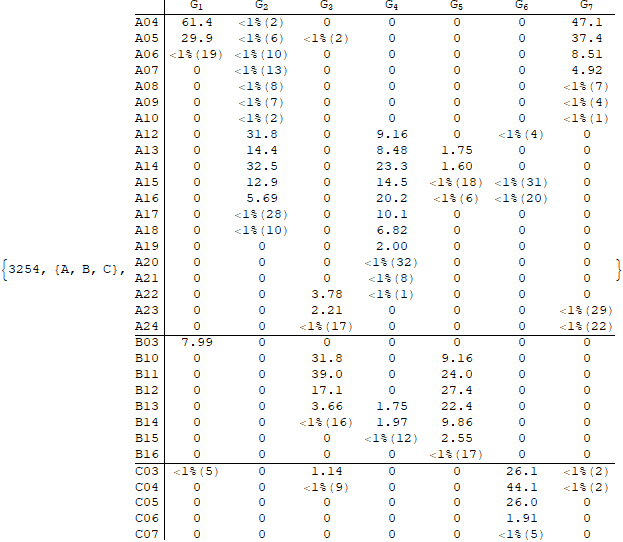 G1 G2 G3 G4 G5 G6 G7
A04 61.4 <1%(2) 0 0 0 0 47.1
A05 29.9 <1%(6) <1%(2) 0 0 0 37.4
A06 <1%(19) <1%(10) 0 0 0 0 8.51
A07 0 <1%(13) 0 0 0 0 4.92
A08 0 <1%(8) 0 0 0 0 <1%(7)
A09 0 <1%(7) 0 0 0 0 <1%(4)
A10 0 <1%(2) 0 0 0 0 <1%(1)
A12 0 31.8 0 9.16 0 <1%(4) 0
A13 0 14.4 0 8.48 1.75 0 0
A14 0 32.5 0 23.3 1.60 0 0
A15 0 12.9 0 14.5 <1%(18) <1%(31) 0
A16 0 5.69 0 20.2 <1%(6) <1%(20) 0
A17 0 <1%(28) 0 10.1 0 0 0
A18 0 <1%(10) 0 6.82 0 0 0
A19 0 0 0 2.00 0 0 0
{3254, {A, B, C}, A20 0 0 0 <1%(32) 0 0 0 }
A21 0 0 0 <1%(8) 0 0 0
A22 0 0 3.78 <1%(1) 0 0 0
A23 0 0 2.21 0 0 0 <1%(29)
A24 0 0 <1%(17) 0 0 0 <1%(22)
B03 7.99 0 0 0 0 0 0
B10 0 0 31.8 0 9.16 0 0
B11 0 0 39.0 0 24.0 0 0
B12 0 0 17.1 0 27.4 0 0
B13 0 0 3.66 1.75 22.4 0 0
B14 0 0 <1%(16) 1.97 9.86 0 0
B15 0 0 0 <1%(12) 2.55 0 0
B16 0 0 0 0 <1%(17) 0 0
C03 <1%(5) 0 1.14 0 0 26.1 <1%(2)
C04 0 0 <1%(9) 0 0 44.1 <1%(2)
C05 0 0 0 0 0 26.0 0
C06 0 0 0 0 0 1.91 0
C07 0 0 0 0 0 <1%(5) 0